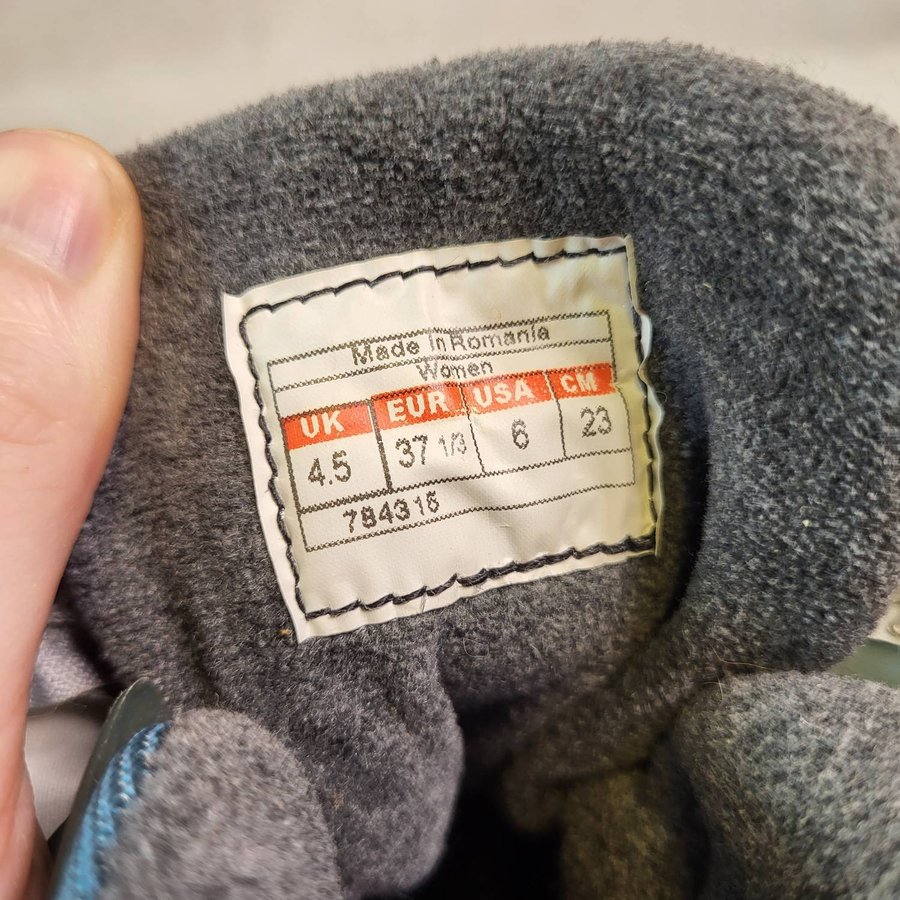 Made In Romania
Women
UK EUR USA CM
4.5 37 1/3 6 23
784315